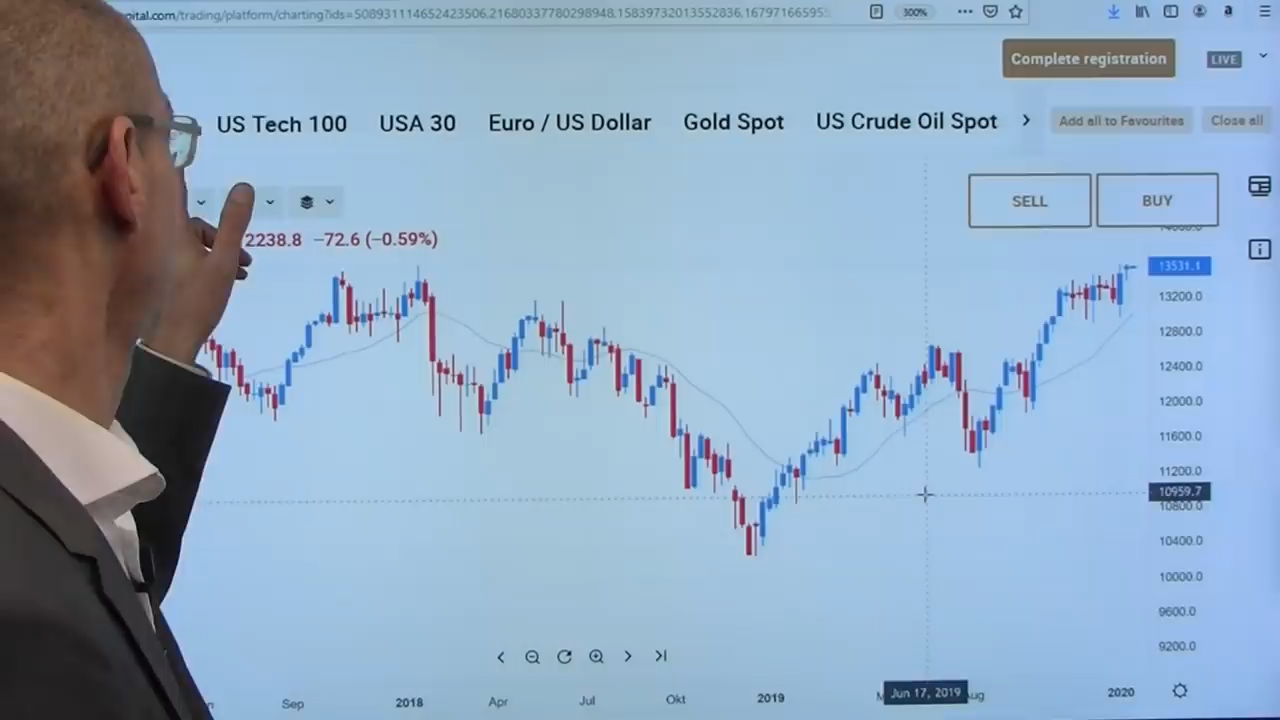 pital.com/trading/platform/charting?ids=508931114652423506,21680337780298948,15839732013552836,16797166595
300%
Complete registration
LIVE
US Tech 100 USA 30 Euro / US Dollar Gold Spot US Crude Oil Spot
Add all to Favourites
Close all
SELL
BUY
2238.8 −72.6 (−0.59%)
14000.0
13531.1
13200.0
12800.0
12400.0
12000.0
11600.0
11200.0
10959.7
10800.0
10400.0
10000.0
9600.0
9200.0
Sep 2018 Apr Jul Okt 2019 Jun 17, 2019 Aug 2020